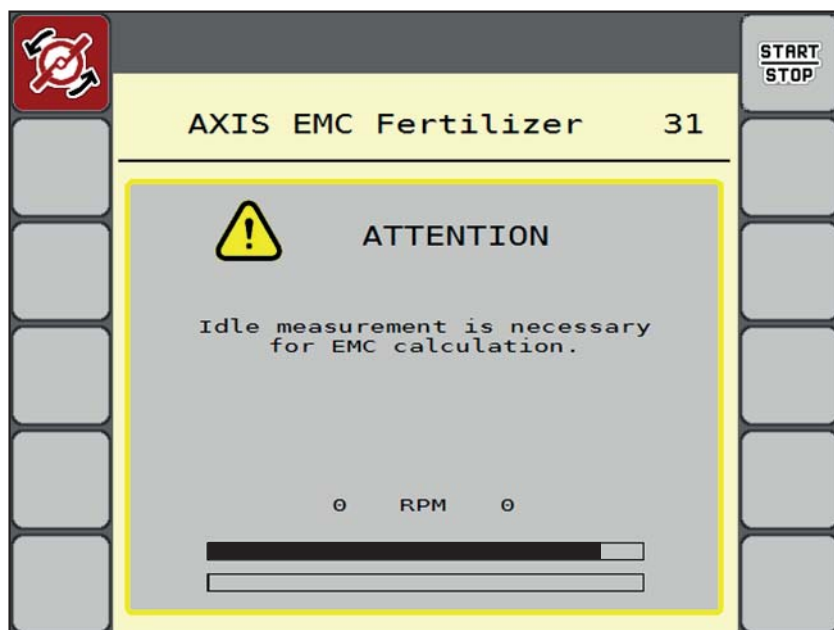 START
STOP
AXIS EMC Fertilizer 31
!
ATTENTION
Idle measurement is necessary
for EMC calculation.
0 RPM 0